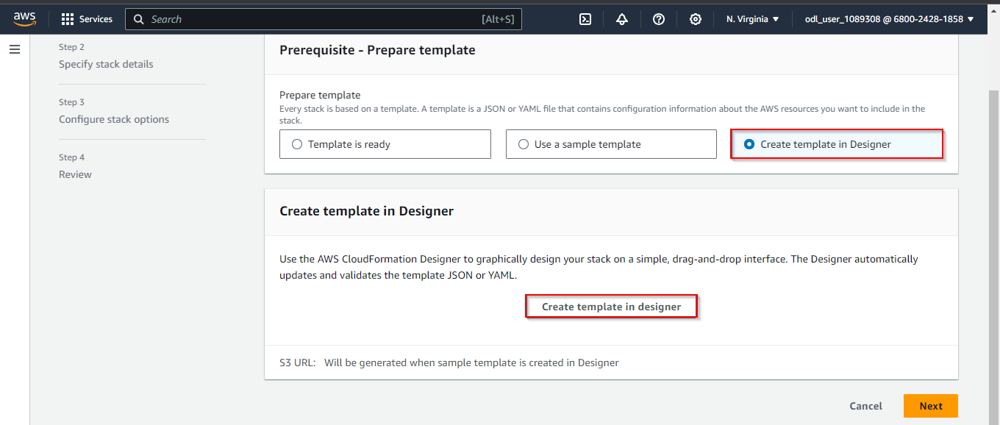 aws
Services
Search
[Alt+S]
N. Virginia
odl_user_1089308 @ 6800-2428-1858
Step 2
Specify stack details
Step 3
Configure stack options
Step 4
Review
Prerequisite - Prepare template
Prepare template
Every stack is based on a template. A template is a JSON or YAML file that contains configuration information about the AWS resources you want to include in the
stack.
Template is ready
Use a sample template
Create template in Designer
Create template in Designer
Use the AWS CloudFormation Designer to graphically design your stack on a simple, drag-and-drop interface. The Designer automatically
updates and validates the template JSON or YAML.
Create template in designer
S3 URL: Will be generated when sample template is created in Designer
Cancel
Next